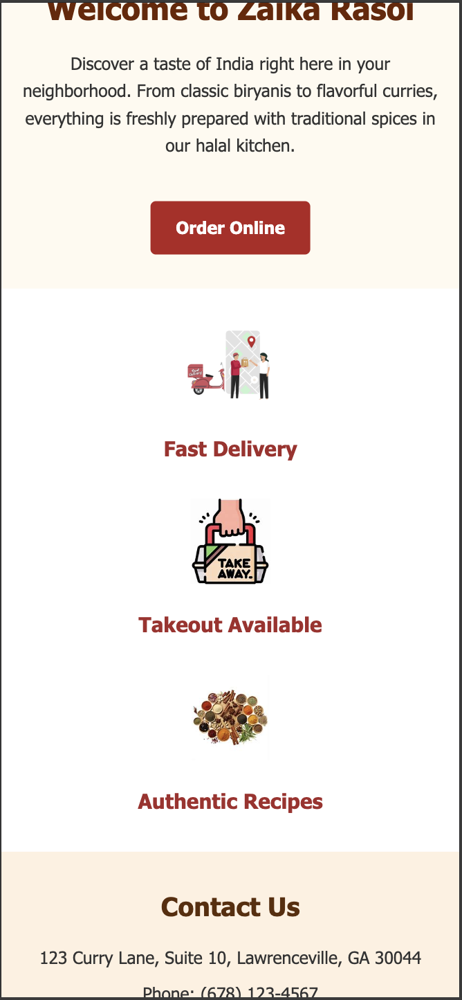 Welcome to Zaika Rasoi
Discover a taste of India right here in your
neighborhood. From classic biryanis to flavorful curries,
everything is freshly prepared with traditional spices in
our halal kitchen.
Order Online
Food
Delivery
Fast Delivery
TAKE
AWAY.
Takeout Available
Authentic Recipes
Contact Us
123 Curry Lane, Suite 10, Lawrenceville, GA 30044
Phone: (678) 123-4567